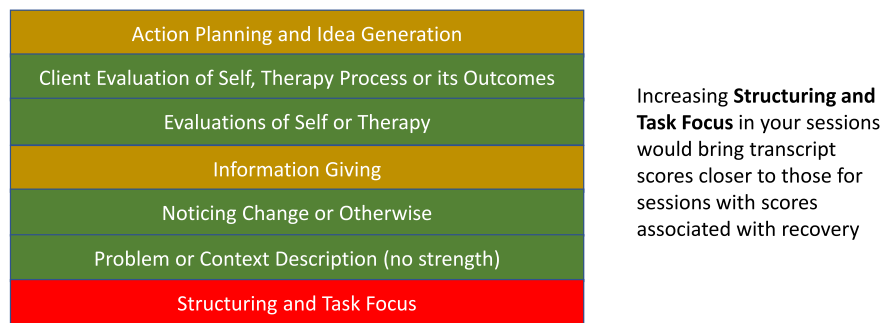 Action Planning and Idea Generation
Client Evaluation of Self, Therapy Process or its Outcomes
Evaluations of Self or Therapy
Information Giving
Noticing Change or Otherwise
Problem or Context Description (no strength)
Structuring and Task Focus
Increasing Structuring and
Task Focus in your sessions
would bring transcript
scores closer to those for
sessions with scores
associated with recovery